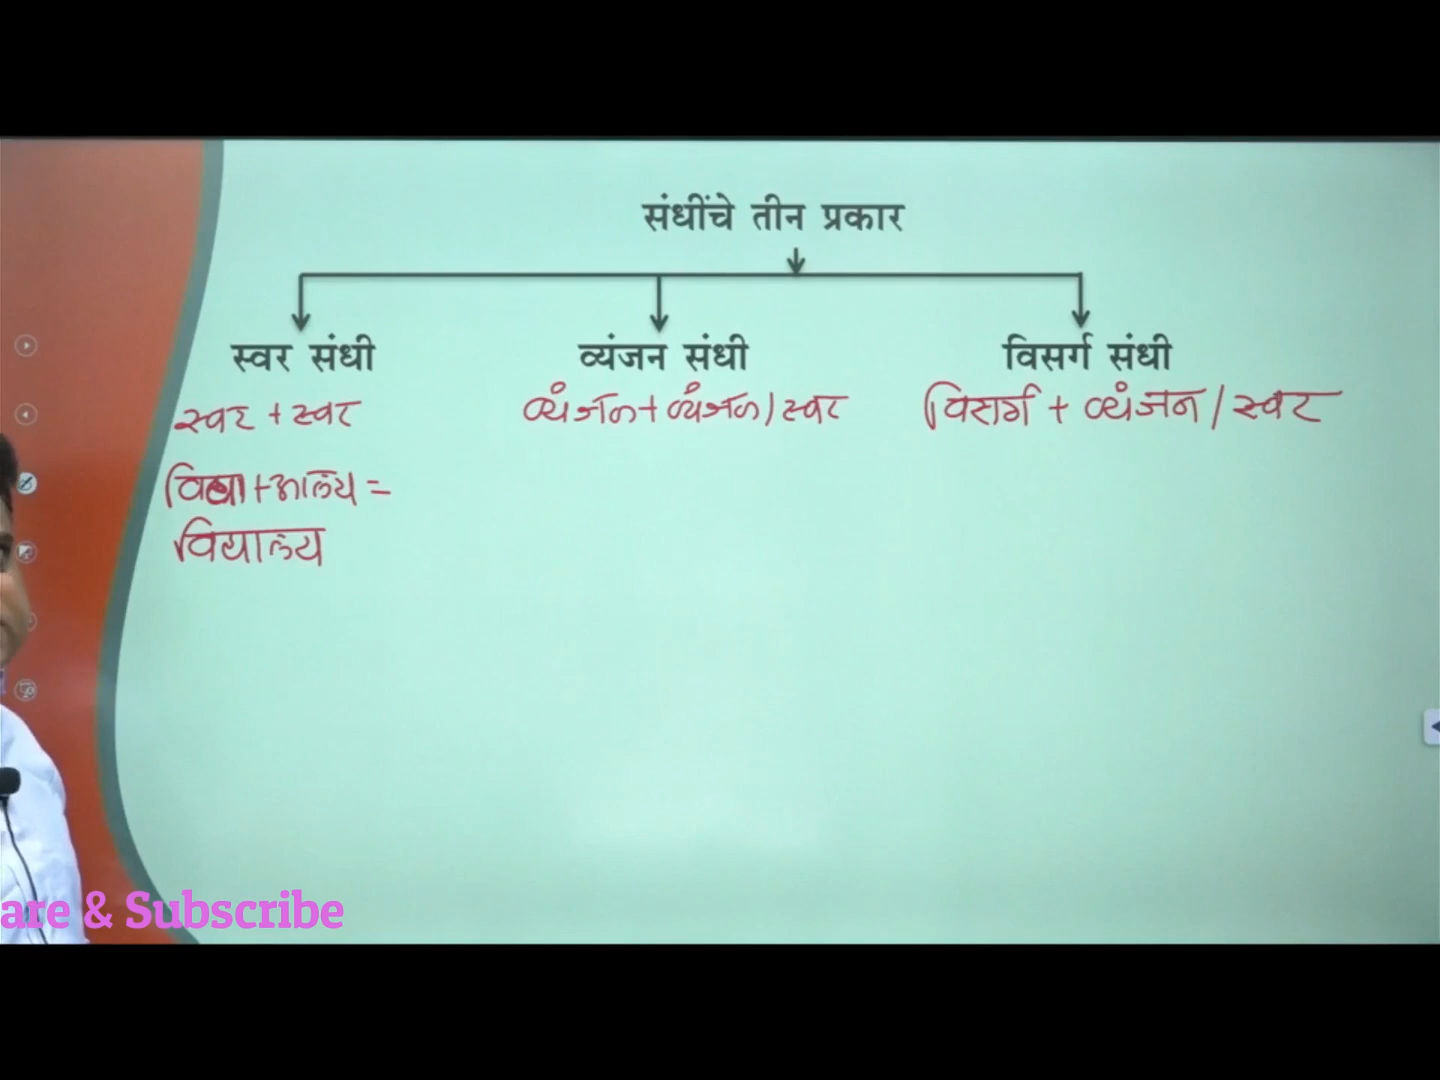 संधींचे तीन प्रकार
स्वर संधी व्यंजन संधी विसर्ग संधी
स्वर + स्वर व्यंजन + व्यंजन / स्वर विसर्ग + व्यंजन / स्वर
विद्या + आलय =
विद्यालय
are & Subscribe